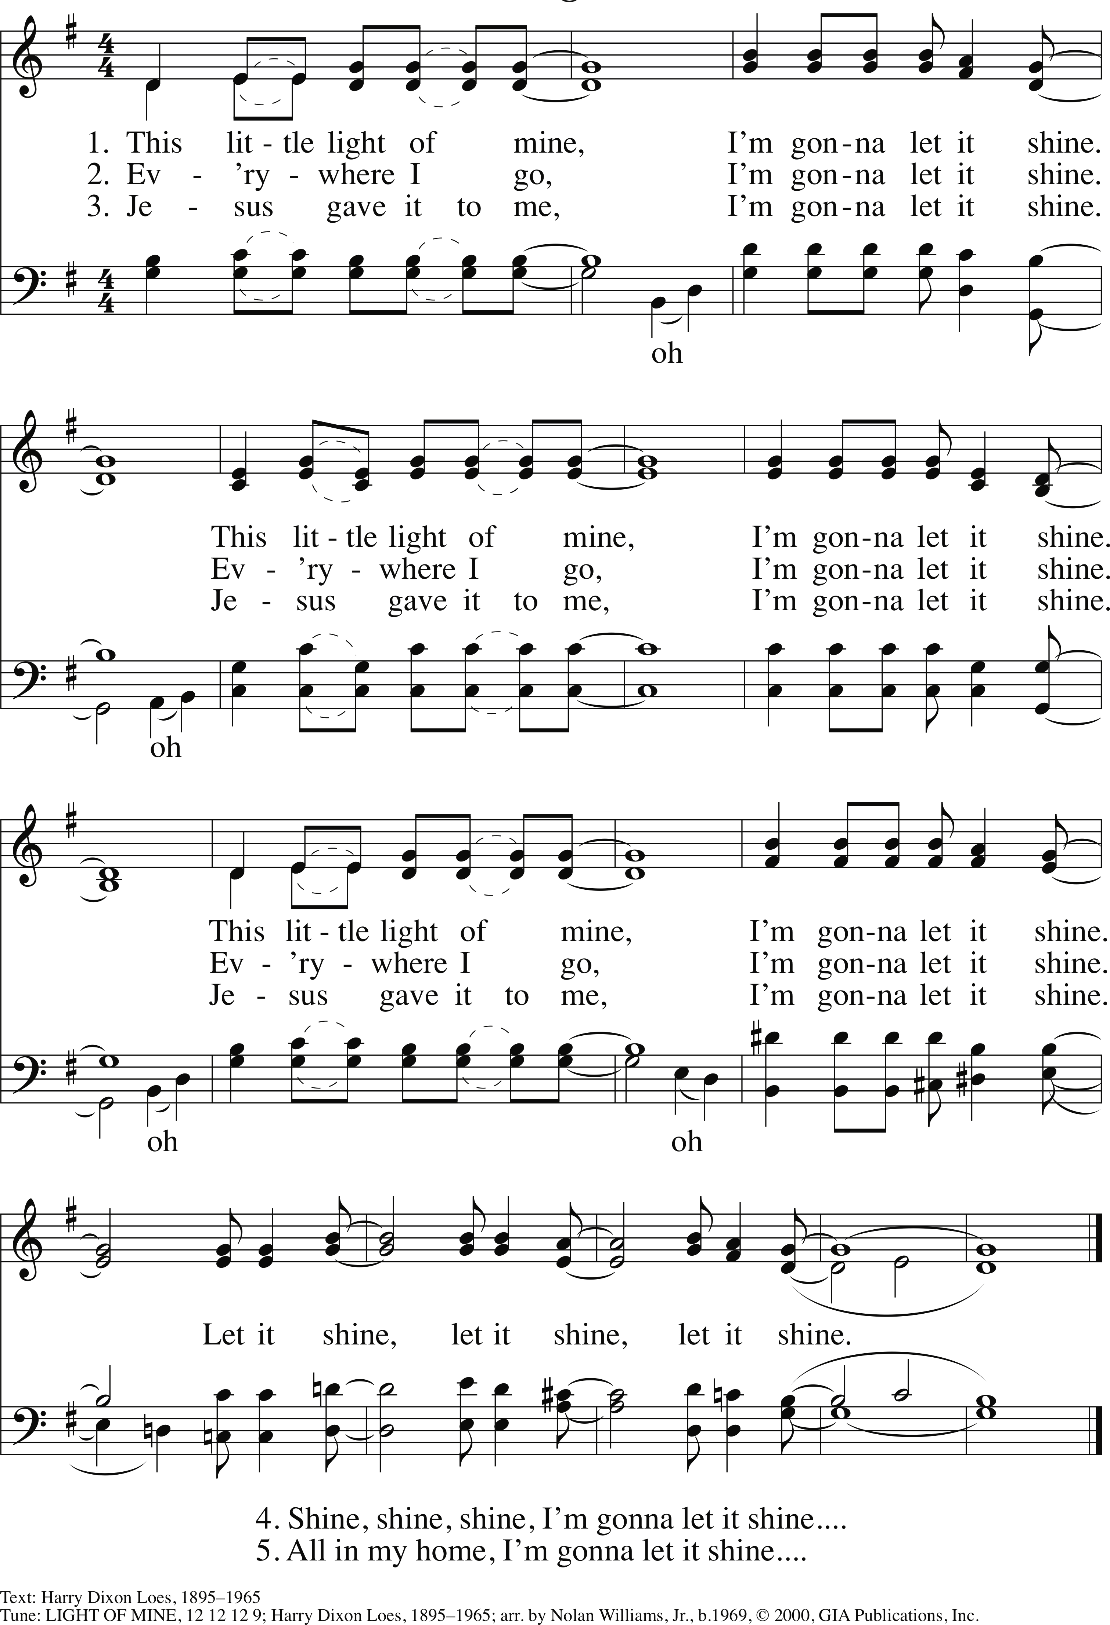 1. This lit - tle light of mine, I'm gon-na let it shine.
2. Ev - 'ry - where I go, I'm gon-na let it shine.
3. Je - sus gave it to me, I'm gon-na let it shine.
oh
This lit - tle light of mine, I'm gon-na let it shine.
Ev - 'ry - where I go, I'm gon-na let it shine.
Je - sus gave it to me, I'm gon-na let it shine.
oh
This lit - tle light of mine, I'm gon-na let it shine.
Ev - 'ry - where I go, I'm gon-na let it shine.
Je - sus gave it to me, I'm gon-na let it shine.
oh oh
Let it shine, let it shine, let it shine.
4. Shine, shine, shine, I'm gonna let it shine....
5. All in my home, I'm gonna let it shine....
Text: Harry Dixon Loes, 1895–1965
Tune: LIGHT OF MINE, 12 12 12 9; Harry Dixon Loes, 1895–1965; arr. by Nolan Williams, Jr., b.1969, © 2000, GIA Publications, Inc.